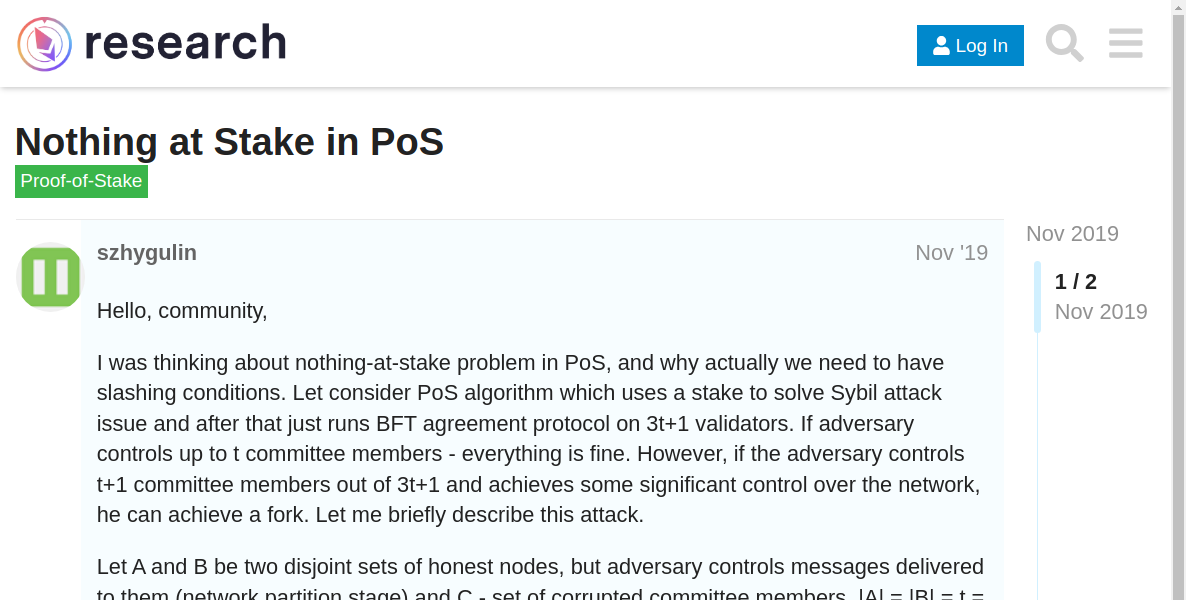 research
Log In
Nothing at Stake in PoS
Proof-of-Stake
szhygulin
Nov '19
Nov 2019
1 / 2
Nov 2019
Hello, community,
I was thinking about nothing-at-stake problem in PoS, and why actually we need to have
slashing conditions. Let consider PoS algorithm which uses a stake to solve Sybil attack
issue and after that just runs BFT agreement protocol on 3t+1 validators. If adversary
controls up to t committee members - everything is fine. However, if the adversary controls
t+1 committee members out of 3t+1 and achieves some significant control over the network,
he can achieve a fork. Let me briefly describe this attack.
Let A and B be two disjoint sets of honest nodes, but adversary controls messages delivered
to them (network partition stage) and C - set of corrupted committee members. |A| = |B| = t =